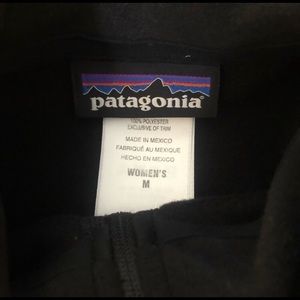 patagonia
100% POLYESTER
EXCLUSIVE OF TRIM
MADE IN MEXICO
FABRIQUÉ AU MEXIQUE
HECHO EN MEXICO
WOMEN'S
M